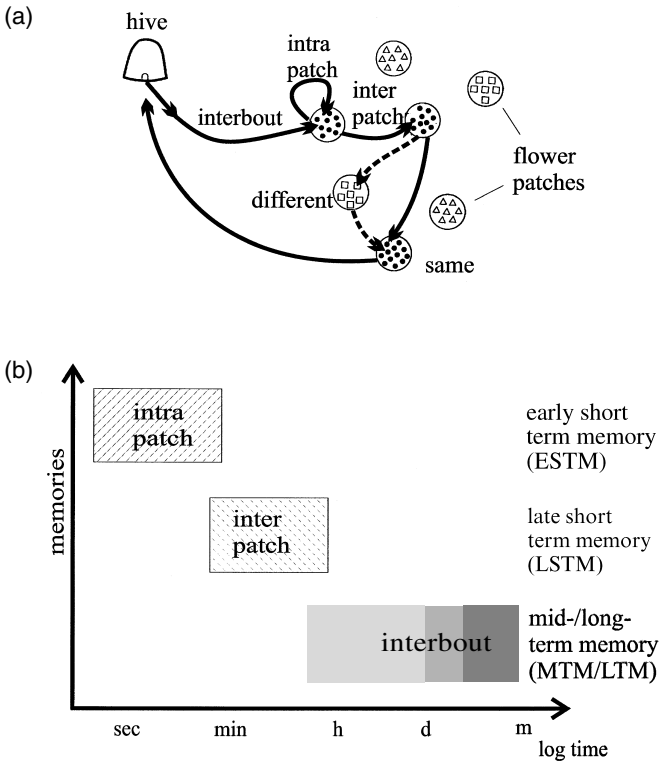 (a)
hive
intra
patch
inter
patch
interbout
flower
patches
different
same
(b)
memories
intra
patch
early short
term memory
(ESTM)
inter
patch
late short
term memory
(LSTM)
interbout
mid-/long-
term memory
(MTM/LTM)
sec
min
h
d
m
log time